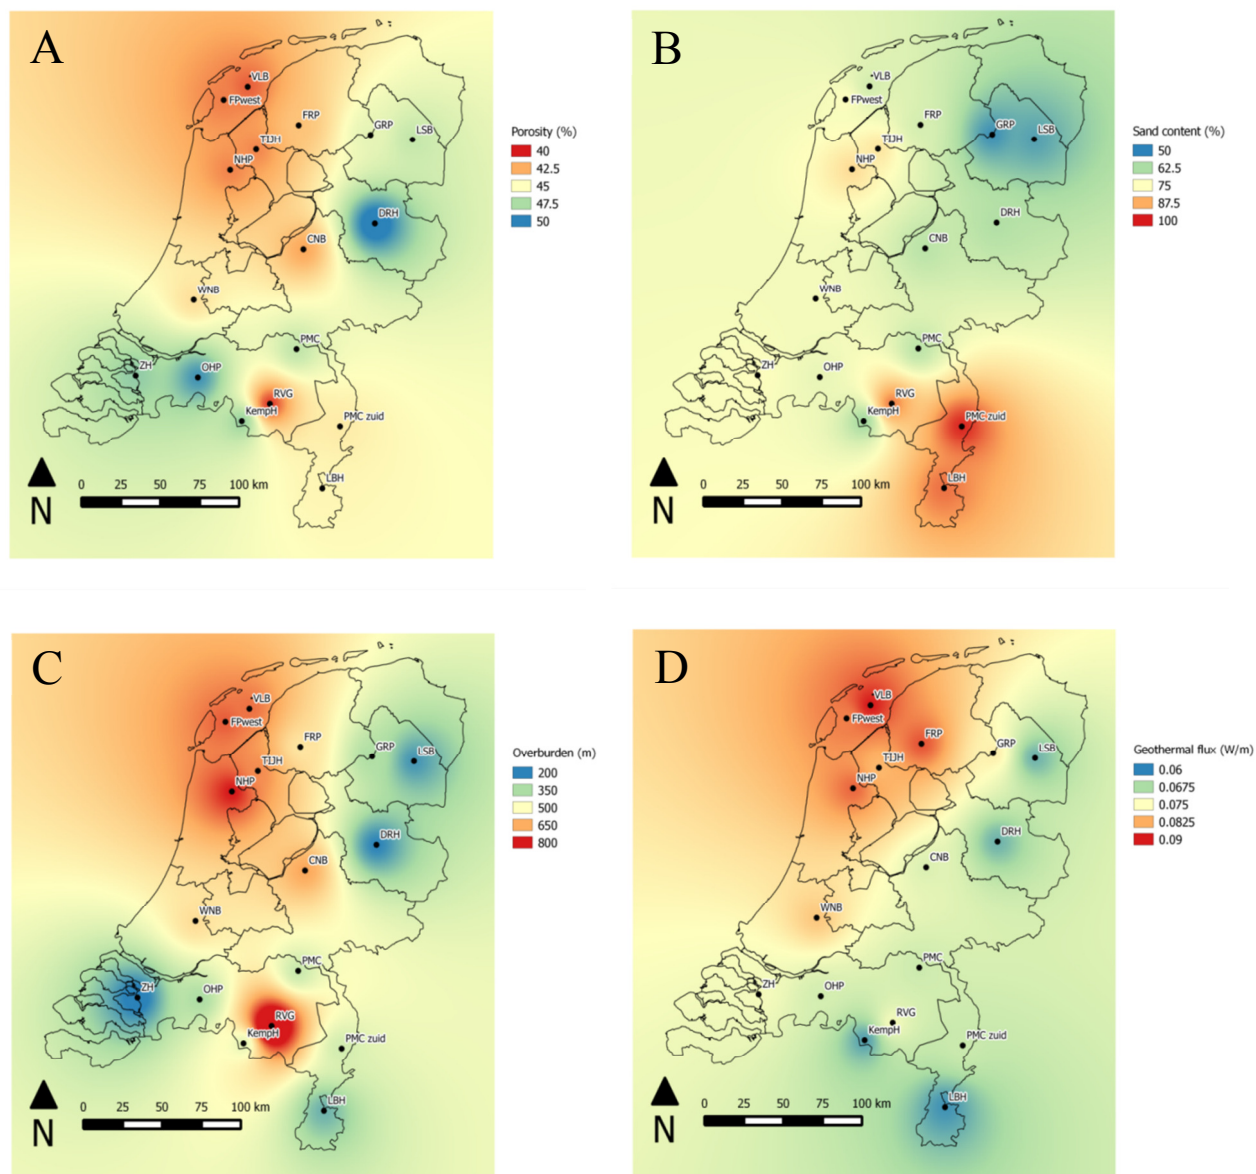 A
VLB
FPwest
FRP
GRP
LSB
TIJH
NHP
DRH
CNB
WNB
PMC
ZH
OHP
RVG
KempH
PMC zuid
LBH
0 25 50 75 100 km
N
Porosity (%)
40
42.5
45
47.5
50
B
VLB
FPwest
FRP
GRP
LSB
TIJH
NHP
DRH
CNB
WNB
PMC
ZH
OHP
RVG
KempH
PMC zuid
LBH
0 25 50 75 100 km
N
Sand content (%)
50
62.5
75
87.5
100
C
VLB
FPwest
FRP
GRP
LSB
TIJH
NHP
DRH
CNB
WNB
PMC
ZH
OHP
RVG
KempH
PMC zuid
LBH
0 25 50 75 100 km
N
Overburden (m)
200
350
500
650
800
D
VLB
FPwest
FRP
GRP
LSB
TIJH
NHP
DRH
CNB
WNB
PMC
ZH
OHP
RVG
KempH
PMC zuid
LBH
0 25 50 75 100 km
N
Geothermal flux (W/m)
0.06
0.0675
0.075
0.0825
0.09